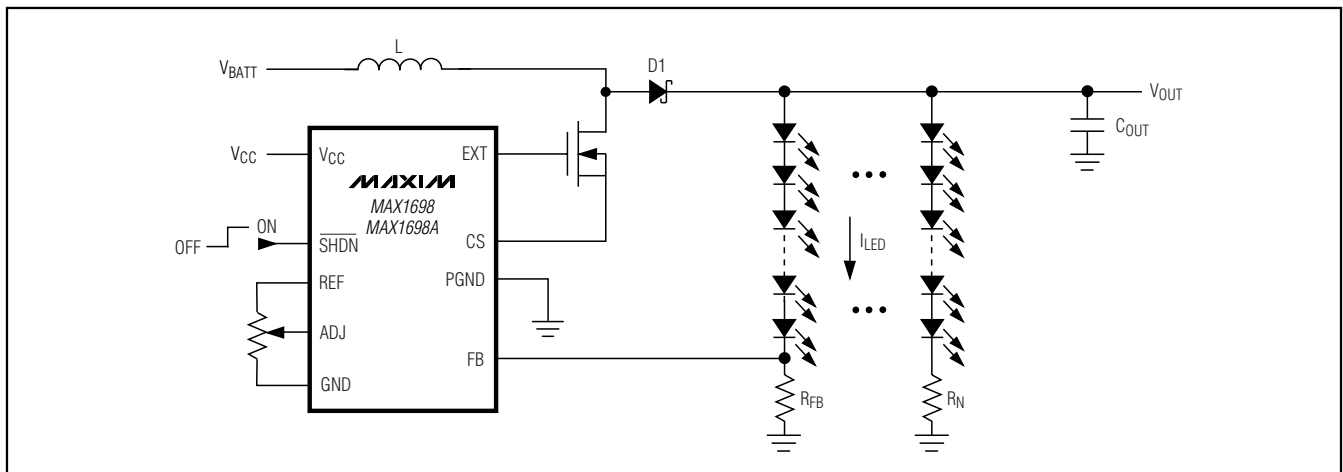 L
D1
VBATT
VOUT
COUT
VCC
VCC
EXT
MAXIM
MAX1698
MAX1698A
ON
OFF
SHDN
CS
ILED
REF
PGND
ADJ
FB
GND
RFB
RN